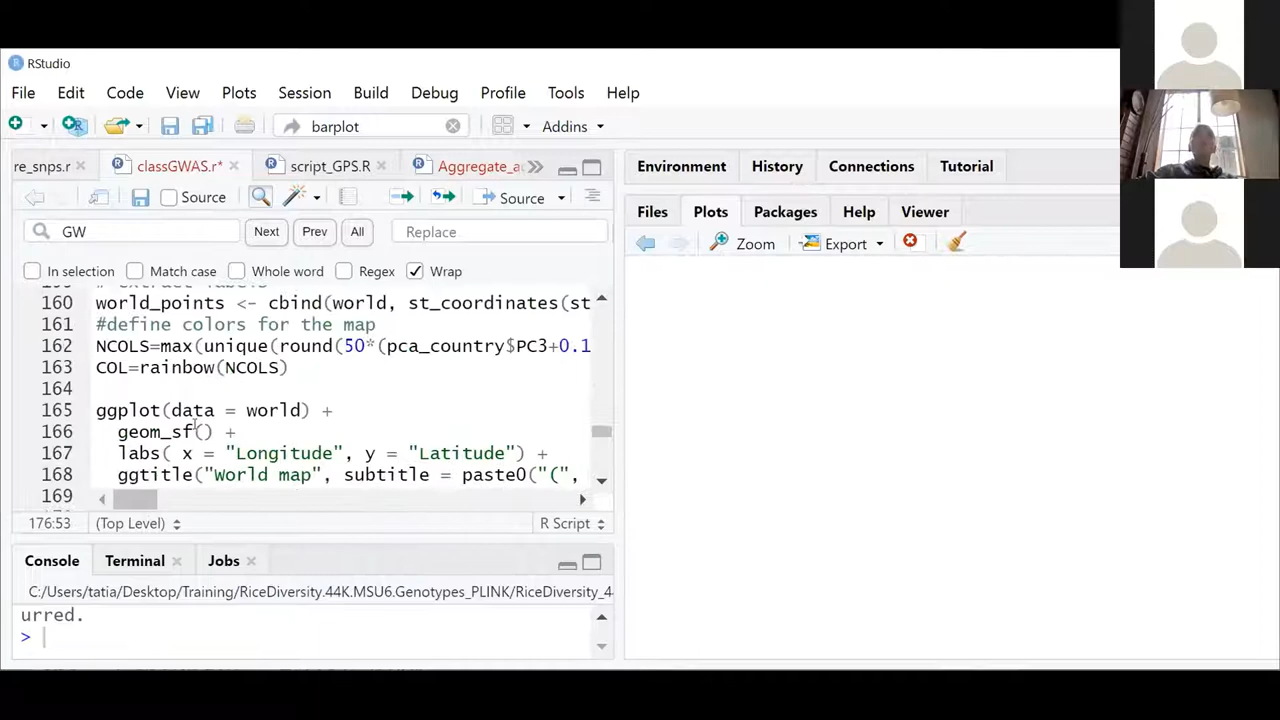 RStudio
File Edit Code View Plots Session Build Debug Profile Tools Help
barplot Addins
re_snps.r classGWAS.r* script_GPS.R Aggregate_a
Source Source
GW Next Prev All Replace
In selection Match case Whole word Regex Wrap
160 world_points <- cbind(world, st_coordinates(st
161 #define colors for the map
162 NCOLS=max(unique(round(50*(pca_country$PC3+0.1
163 COL=rainbow(NCOLS)
164
165 ggplot(data = world) +
166 geom_sf() +
167 labs( x = "Longitude", y = "Latitude") +
168 ggtitle("World map", subtitle = paste0("(",
169
176:53 (Top Level) R Script
Console Terminal Jobs
C:/Users/tatia/Desktop/Training/RiceDiversity.44K.MSU6.Genotypes_PLINK/RiceDiversity_4
urred.
>
Environment History Connections Tutorial
Files Plots Packages Help Viewer
Zoom Export